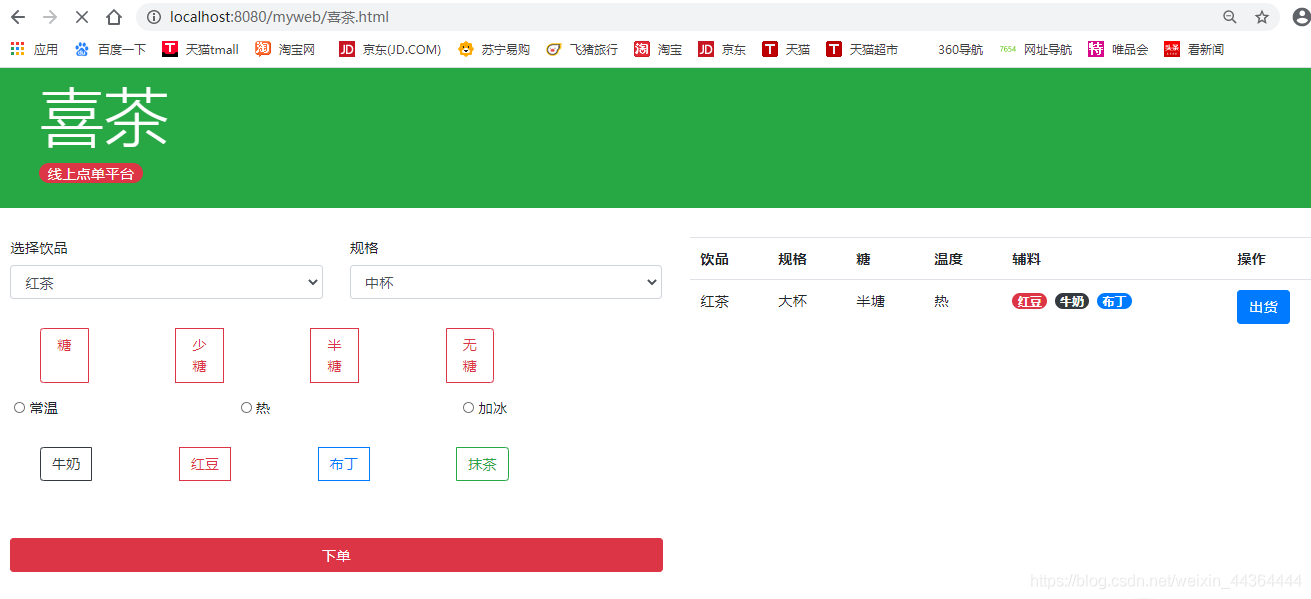 localhost:8080/myweb/喜茶.html
应用 百度一下 天猫tmall 淘宝网 京东(JD.COM) 苏宁易购 飞猪旅行 淘宝 京东 天猫 天猫超市 360导航 7654 网址导航 特 唯品会 头条 看新闻
喜茶
线上点单平台
选择饮品 规格
红茶 中杯
饮品 规格 糖 温度 辅料 操作
红茶 大杯 半塘 热 红豆 牛奶 布丁 出货
糖 少糖 半糖 无糖
常温 热 加冰
牛奶 红豆 布丁 抹茶
下单
https://blog.csdn.net/weixin_44364444